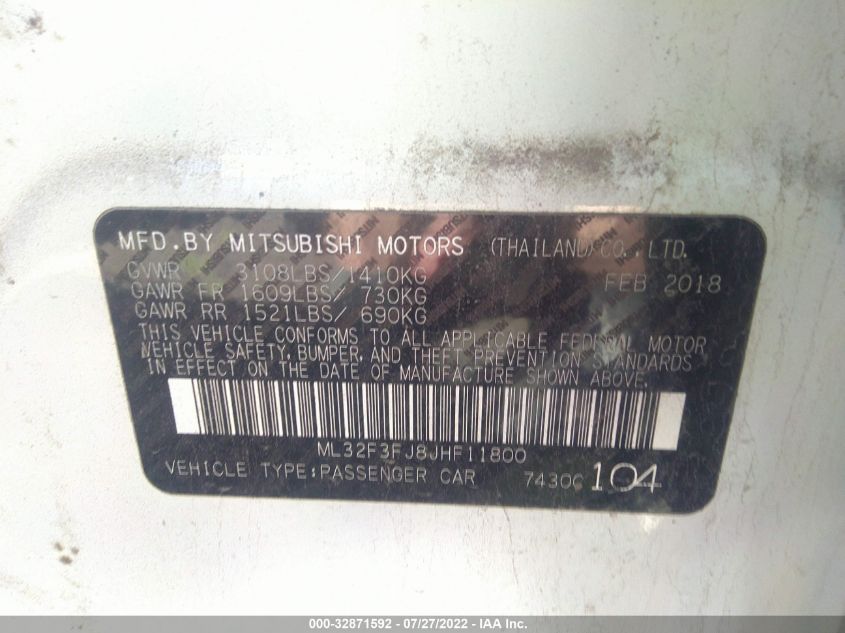 MFD.BY MITSUBISHI MOTORS (THAILAND) CO., LTD.
GVWR 3108LBS/1410KG FEB 2018
GAWR FR 1609LBS/ 730KG
GAWR RR 1521LBS/ 690KG
THIS VEHICLE CONFORMS TO ALL APPLICABLE FEDERAL MOTOR
VEHICLE SAFETY, BUMPER, AND THEFT PREVENTION STANDARDS
IN EFFECT ON THE DATE OF MANUFACTURE SHOWN ABOVE.
ML32F3FJ8JHF11800
VEHICLE TYPE:PASSENGER CAR 7430C 104
000-32871592 - 07/27/2022 - IAA Inc.